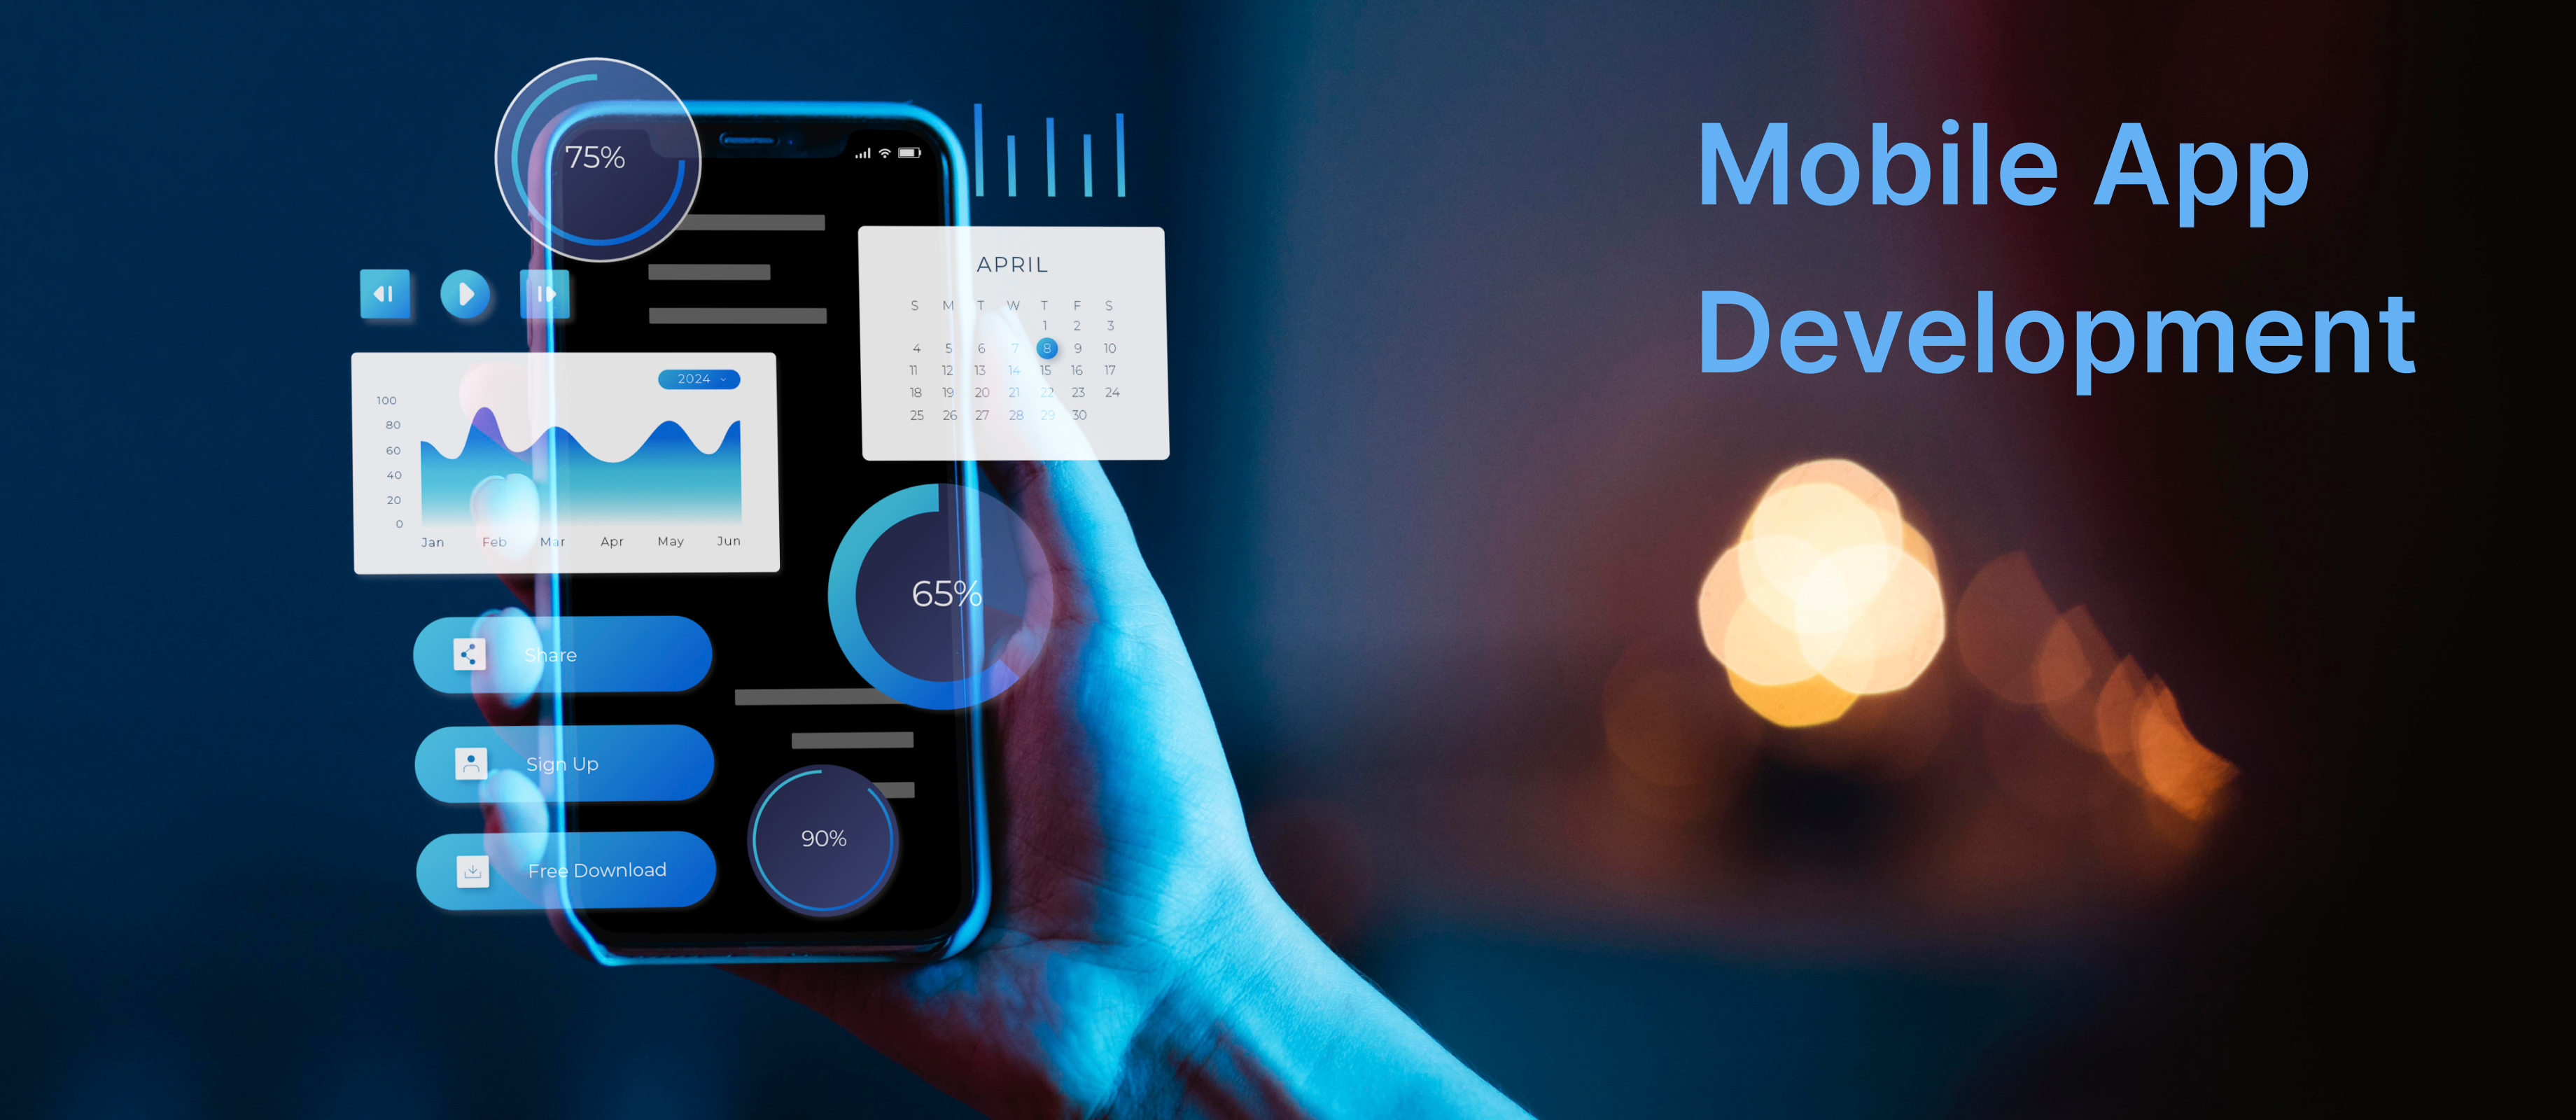 75%
APRIL
S M T W T F S
1 2 3
4 5 6 7 8 9 10
11 12 13 14 15 16 17
18 19 20 21 22 23 24
25 26 27 28 29 30
2024
100
80
60
40
20
0
Jan Feb Mar Apr May Jun
65%
Share
Sign Up
Free Download
90%
Mobile App
Development